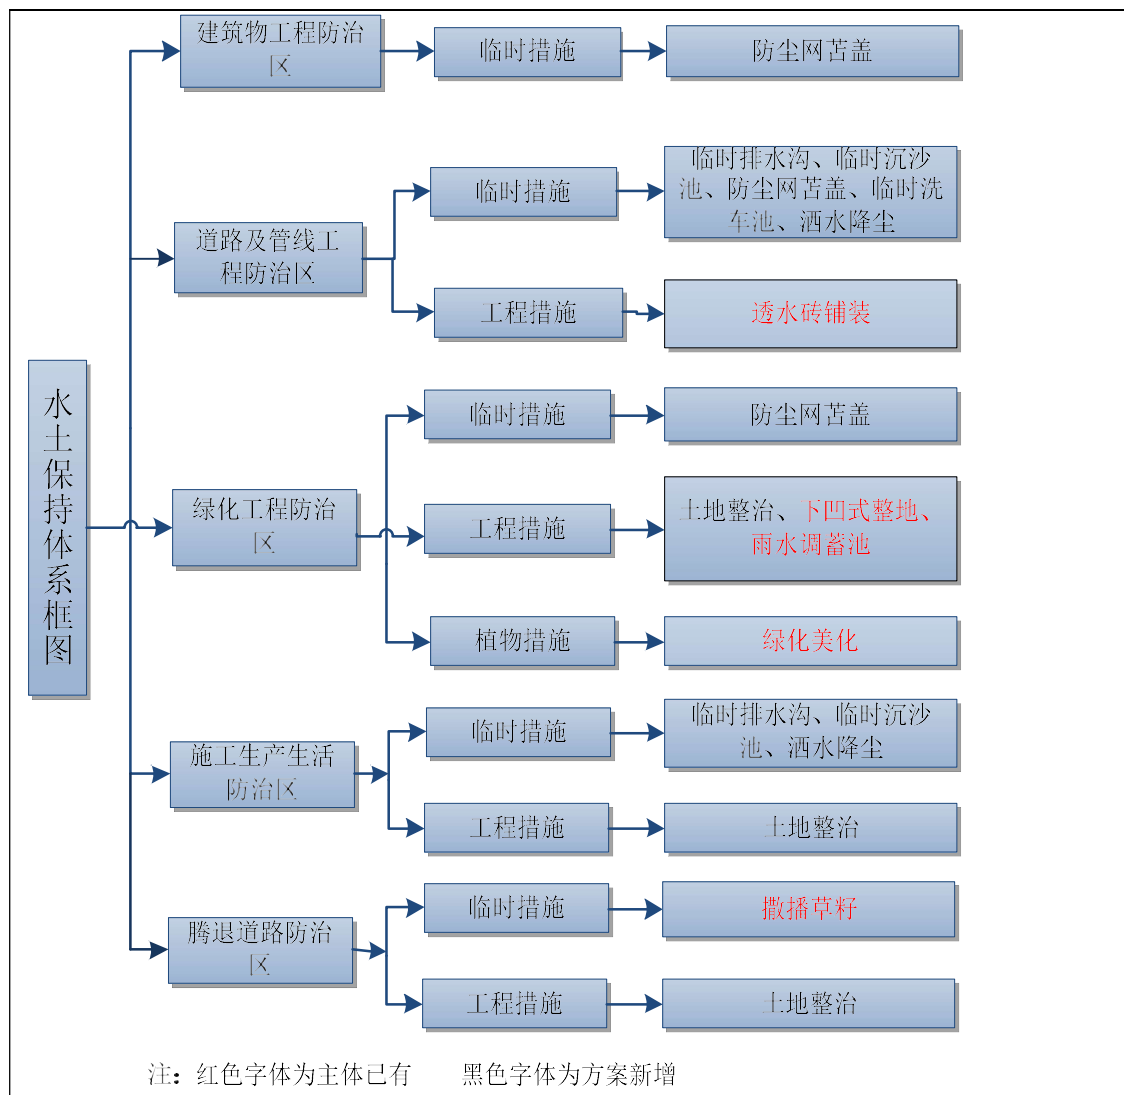 建筑物工程防治
区
临时措施
防尘网苫盖
道路及管线工
程防治区
临时措施
临时排水沟、临时沉沙
池、防尘网苫盖、临时洗
车池、洒水降尘
工程措施
透水砖铺装
水土保持体系框图
绿化工程防治
区
临时措施
防尘网苫盖
工程措施
土地整治、下凹式整地、
雨水调蓄池
植物措施
绿化美化
施工生产生活
防治区
临时措施
临时排水沟、临时沉沙
池、洒水降尘
工程措施
土地整治
腾退道路防治
区
临时措施
撒播草籽
工程措施
土地整治
注：红色字体为主体已有 黑色字体为方案新增